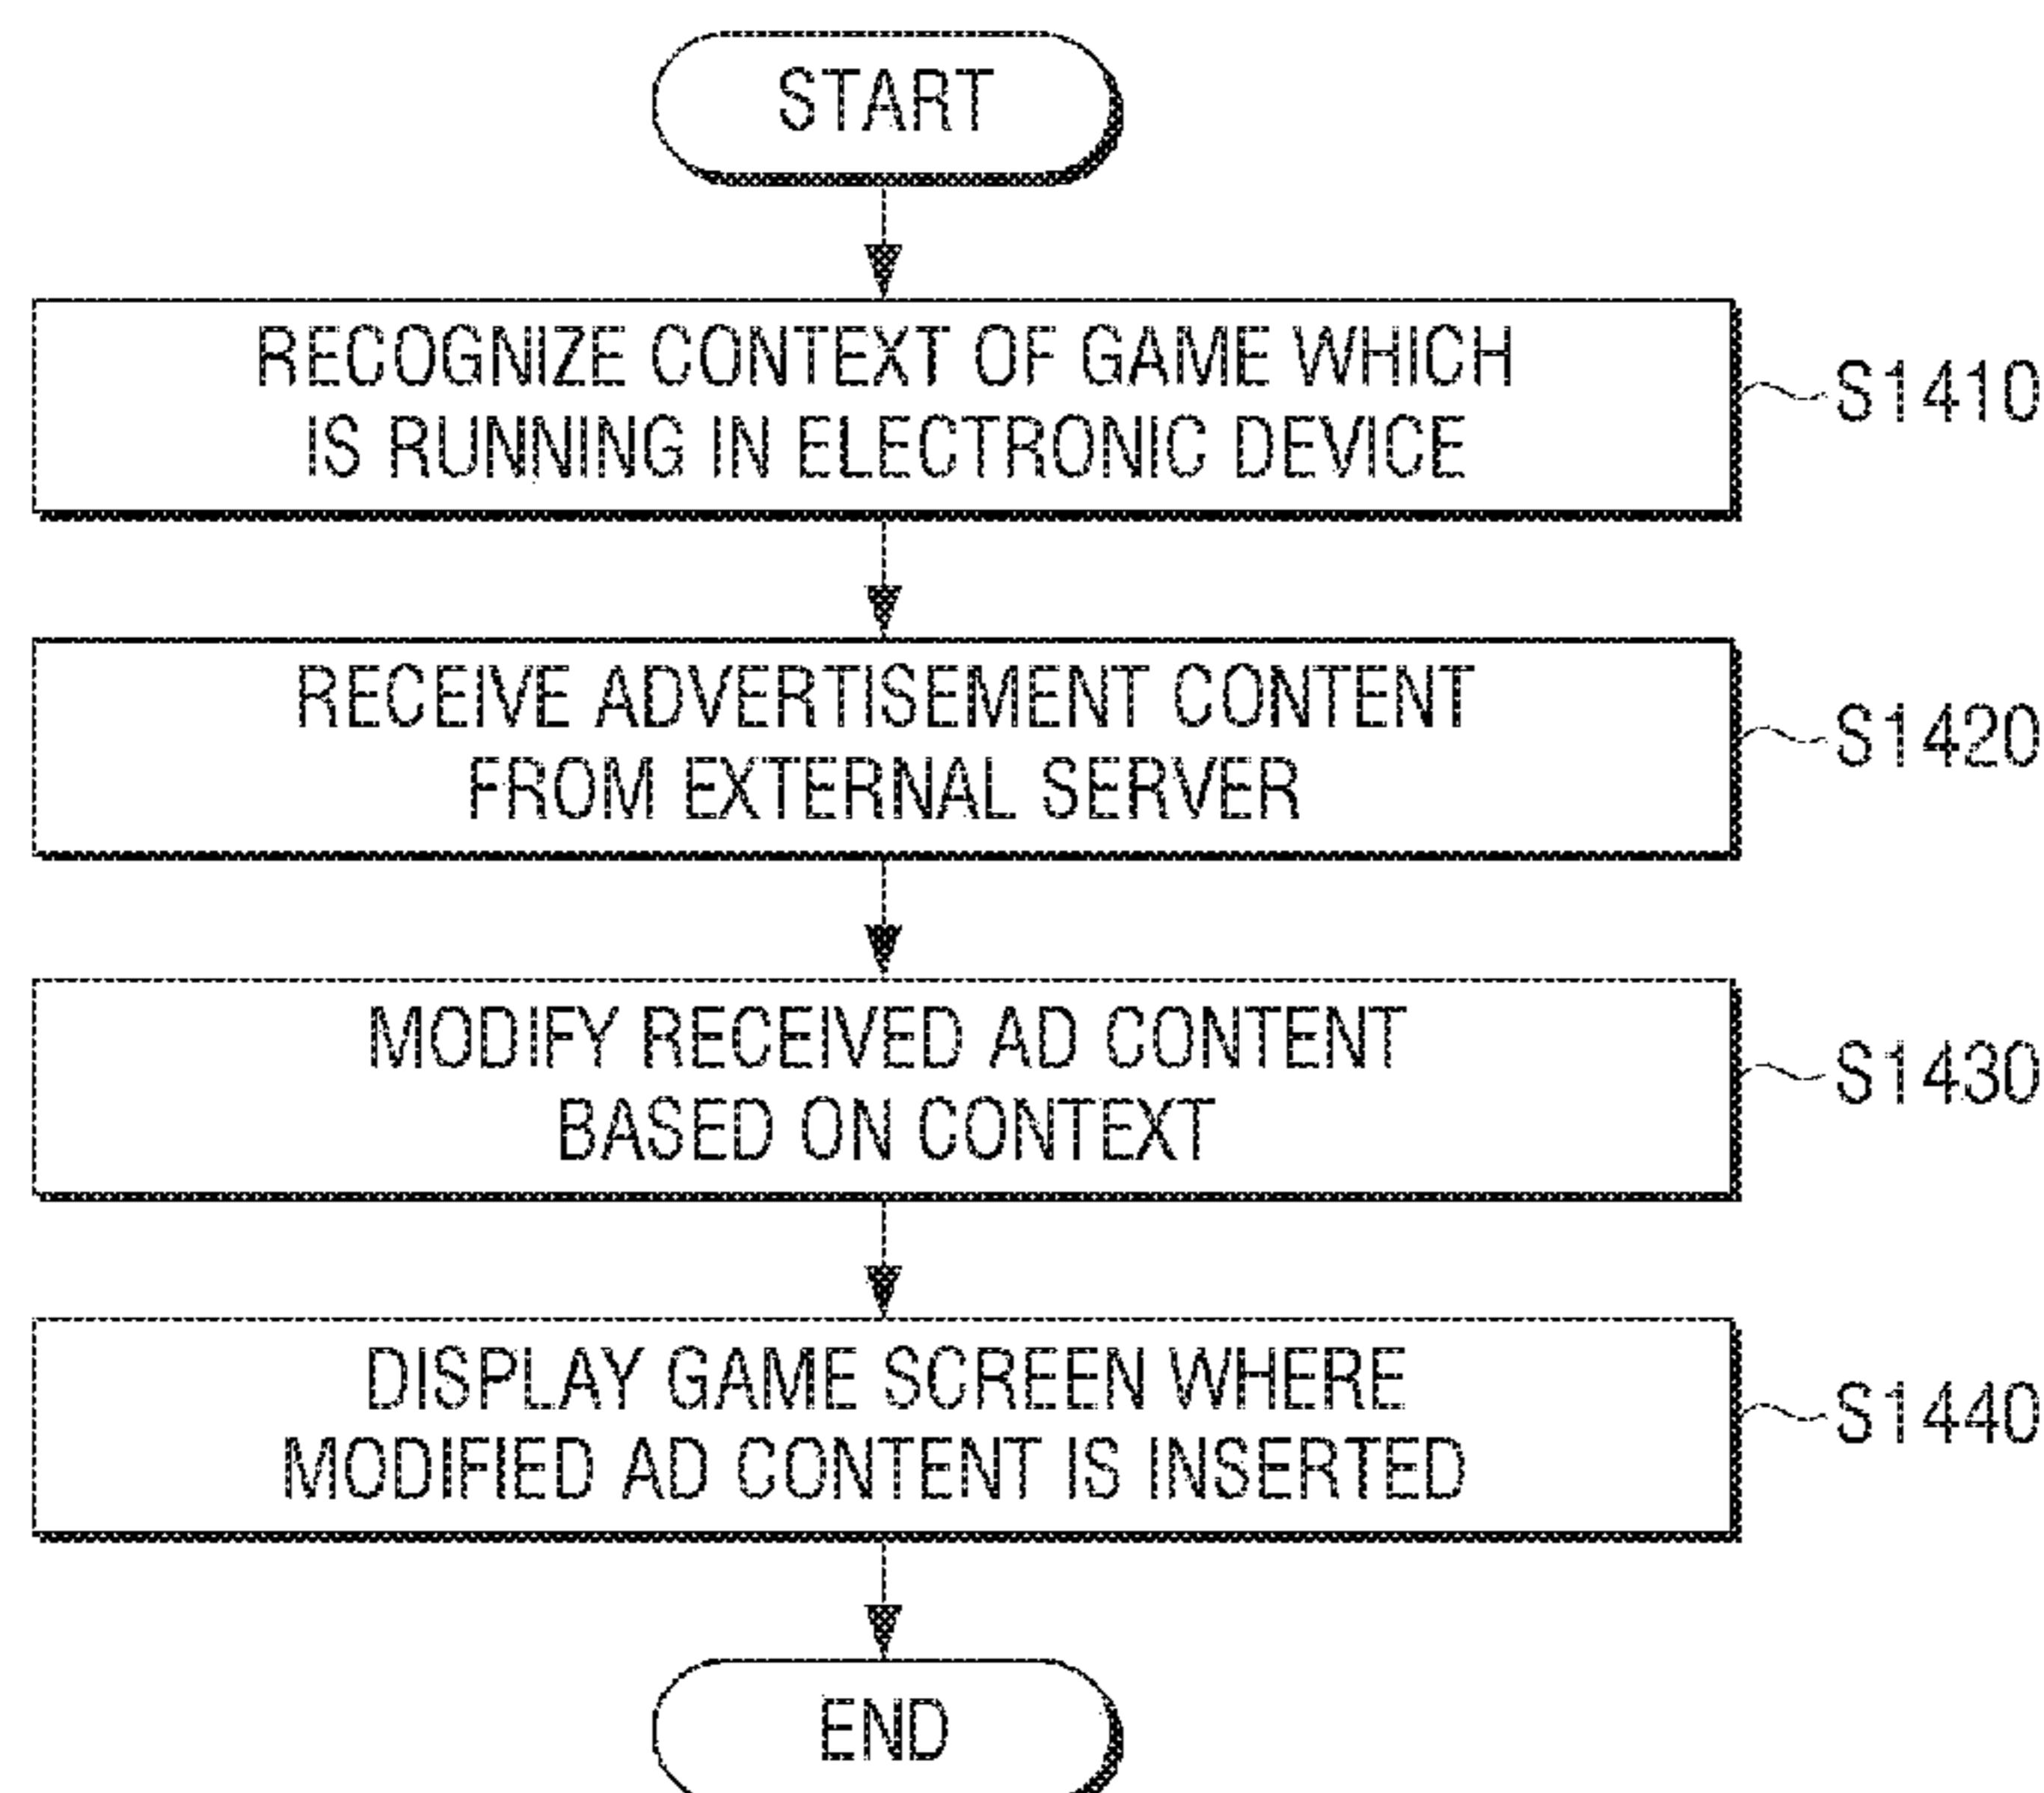 START
RECOGNIZE CONTEXT OF GAME WHICH
IS RUNNING IN ELECTRONIC DEVICE
S1410
RECEIVE ADVERTISEMENT CONTENT
FROM EXTERNAL SERVER
S1420
MODIFY RECEIVED AD CONTENT
BASED ON CONTEXT
S1430
DISPLAY GAME SCREEN WHERE
MODIFIED AD CONTENT IS INSERTED
S1440
END